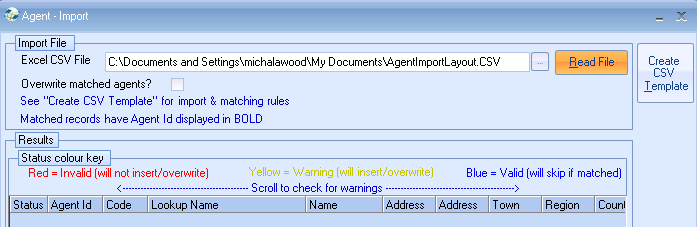 Agent - Import
Import File
Excel CSV File C:\Documents and Settings\michalawood\My Documents\AgentImportLayout.CSV ... Read File
Create CSV Template
Overwrite matched agents?
See "Create CSV Template" for import & matching rules
Matched records have Agent Id displayed in BOLD
Results
Status colour key
Red = Invalid (will not insert/overwrite) Yellow = Warning (will insert/overwrite) Blue = Valid (will skip if matched)
<----------------------------------- Scroll to check for warnings ----------------------------------->
Status Agent Id Code Lookup Name Name Address Address Town Region Count